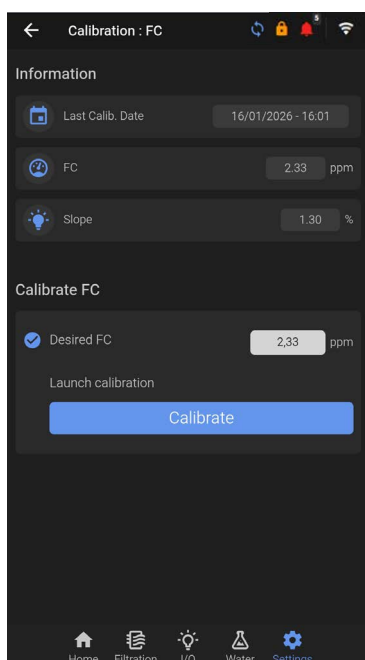 Calibration : FC
5
Information
Last Calib. Date 16/01/2026 - 16:01
FC 2.33 ppm
Slope 1.30 %
Calibrate FC
Desired FC 2,33 ppm
Launch calibration
Calibrate
Home Filtration I/O Water Settings